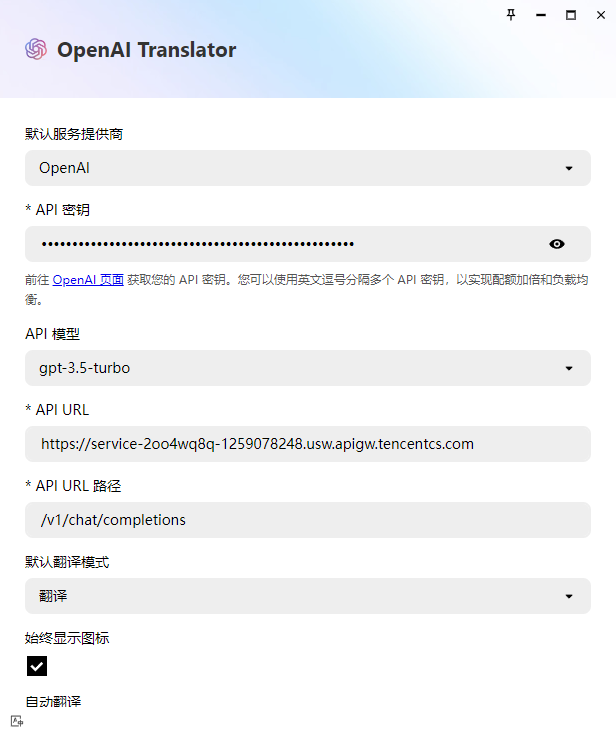 OpenAI Translator
默认服务提供商
OpenAI
* API 密钥
••••••••••••••••••••••••••••••••••••••••••••••••••••
前往 OpenAI 页面 获取您的 API 密钥。您可以使用英文逗号分隔多个 API 密钥，以实现配额加倍和负载均
衡。
API 模型
gpt-3.5-turbo
* API URL
https://service-2oo4wq8q-1259078248.usw.apigw.tencentcs.com
* API URL 路径
/v1/chat/completions
默认翻译模式
翻译
始终显示图标
自动翻译